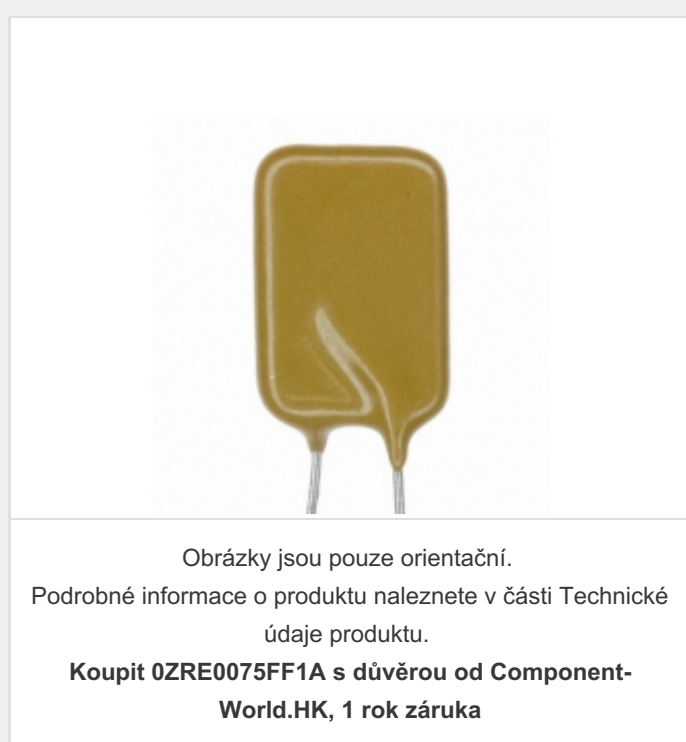 Obrázky jsou pouze orientační.
Podrobné informace o produktu naleznete v části Technické
údaje produktu.
Koupit 0ZRE0075FF1A s důvěrou od Component-
World.HK, 1 rok záruka